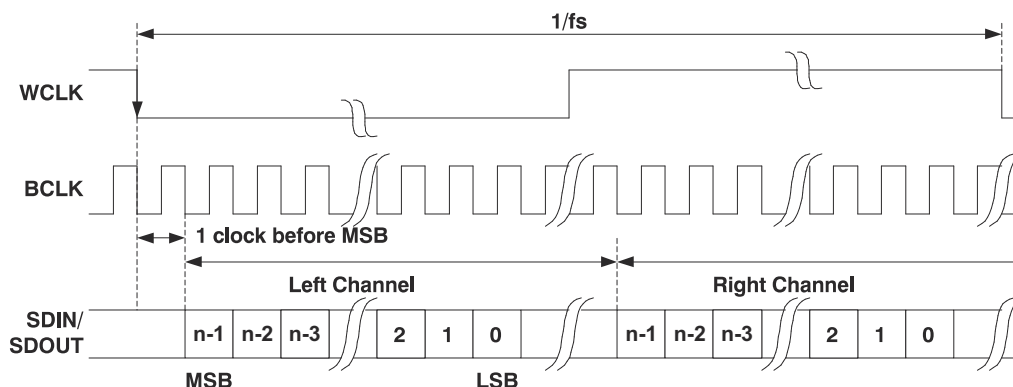 1/fs
WCLK
BCLK
1 clock before MSB
Left Channel
Right Channel
SDIN/
SDOUT
n-1 n-2 n-3 2 1 0 n-1 n-2 n-3 2 1 0
MSB LSB